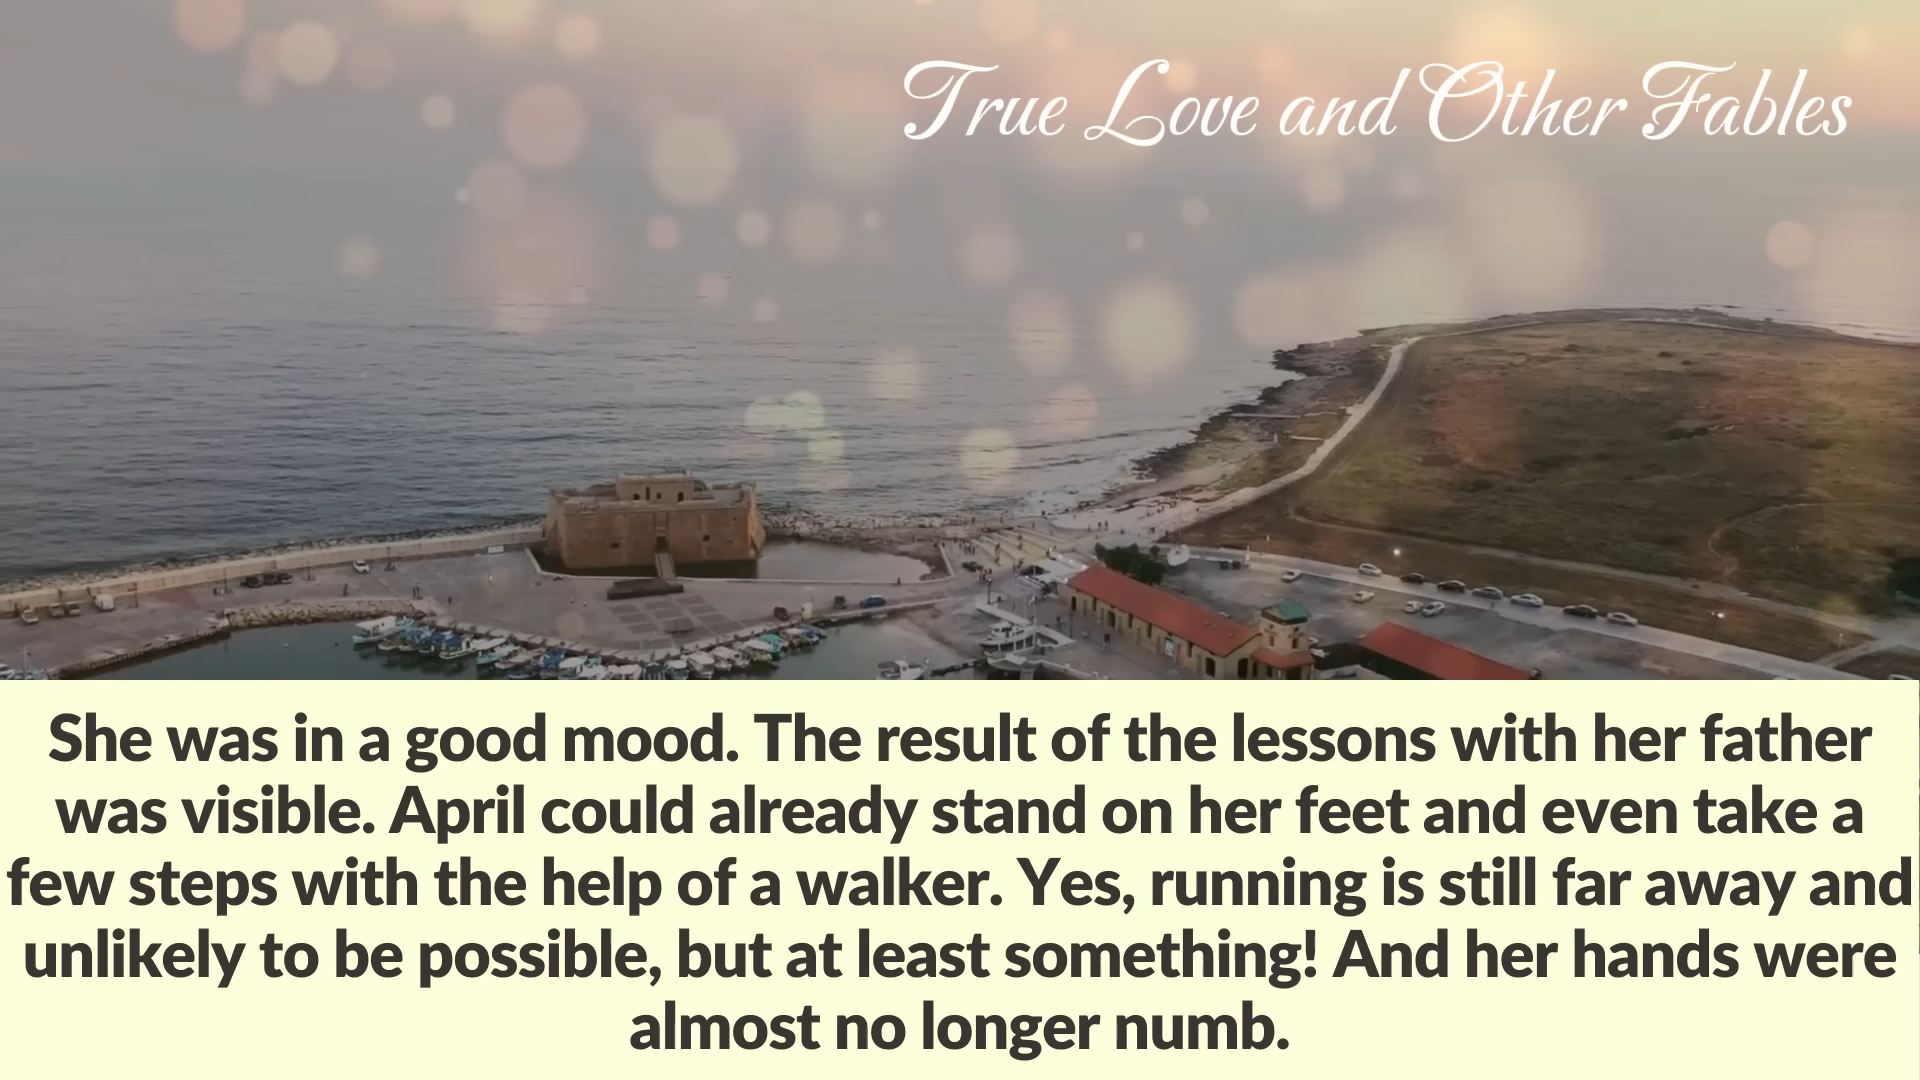 True Love and Other Fables
She was in a good mood. The result of the lessons with her father
was visible. April could already stand on her feet and even take a
few steps with the help of a walker. Yes, running is still far away and
unlikely to be possible, but at least something! And her hands were
almost no longer numb.